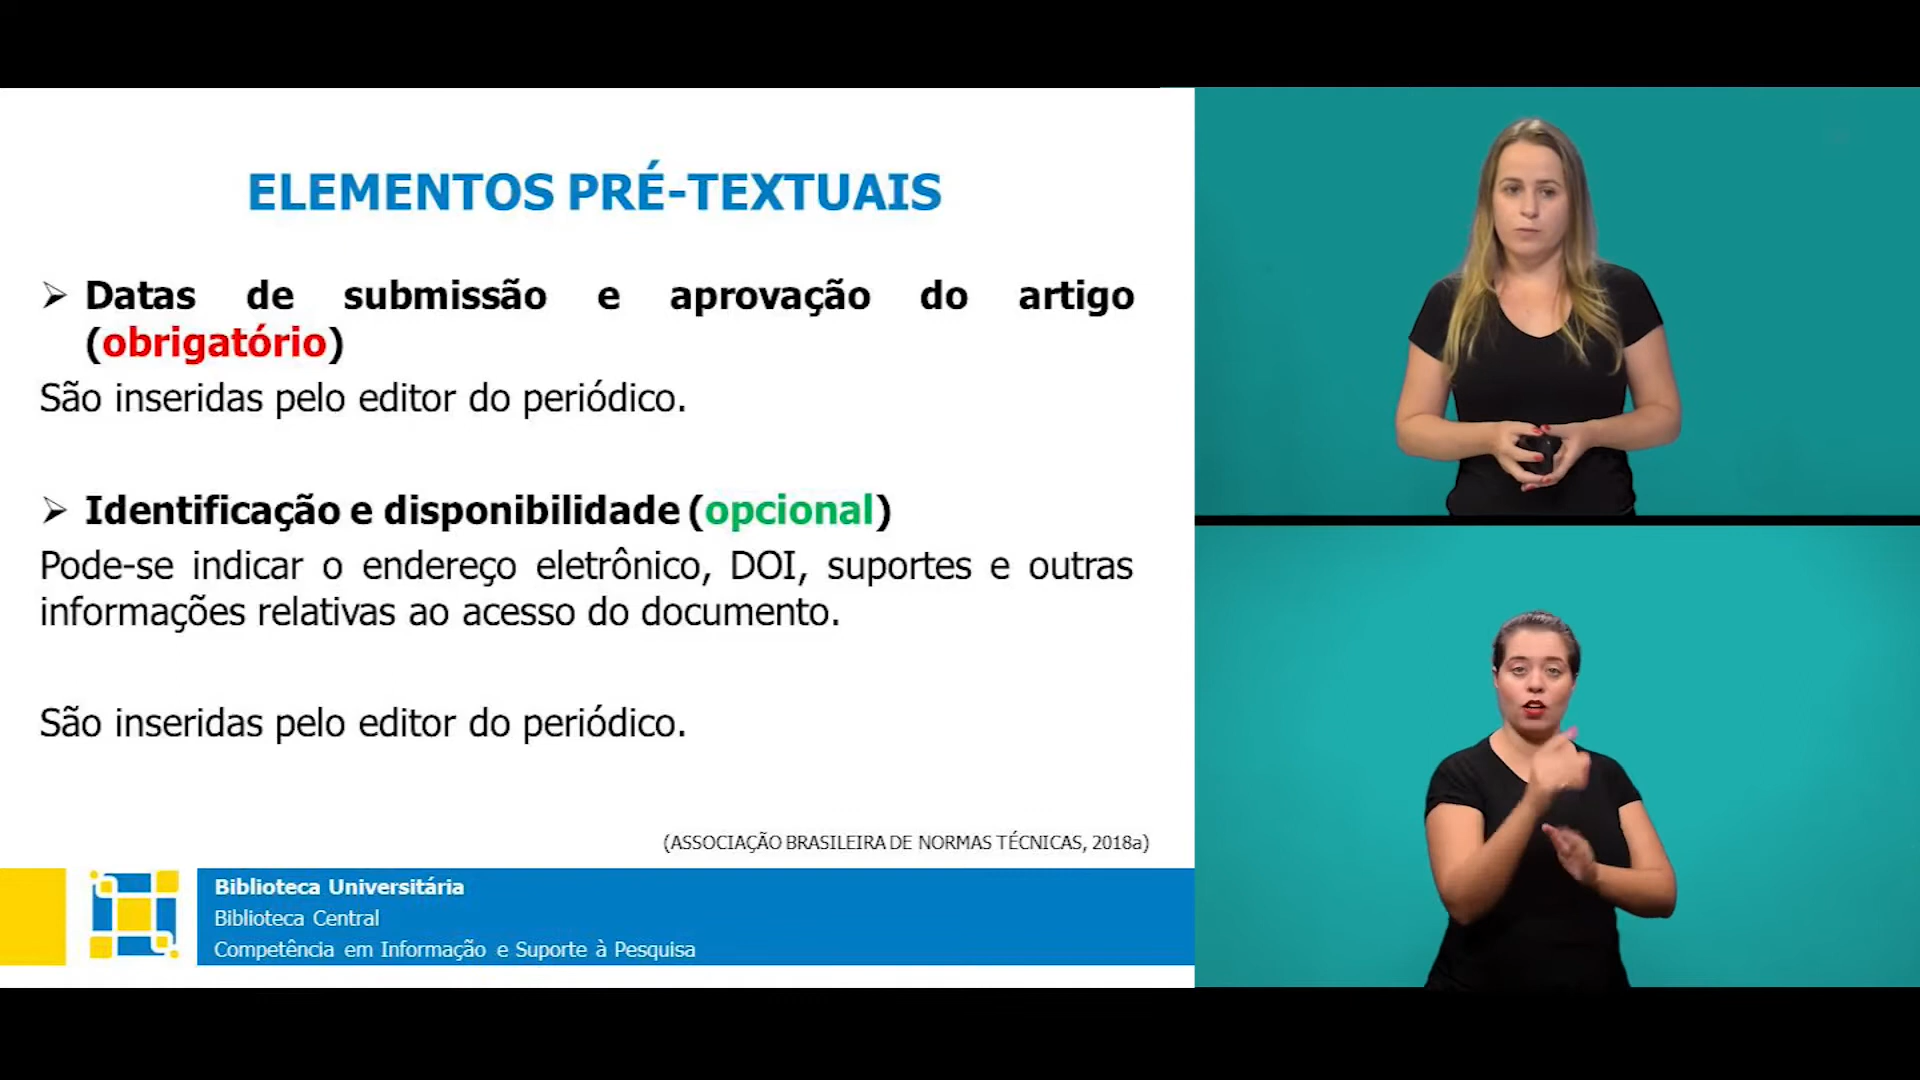 ELEMENTOS PRÉ-TEXTUAIS
➢ Datas de submissão e aprovação do artigo
(obrigatório)
São inseridas pelo editor do periódico.
➢ Identificação e disponibilidade (opcional)
Pode-se indicar o endereço eletrônico, DOI, suportes e outras
informações relativas ao acesso do documento.
São inseridas pelo editor do periódico.
(ASSOCIAÇÃO BRASILEIRA DE NORMAS TÉCNICAS, 2018a)
Biblioteca Universitária
Biblioteca Central
Competência em Informação e Suporte à Pesquisa